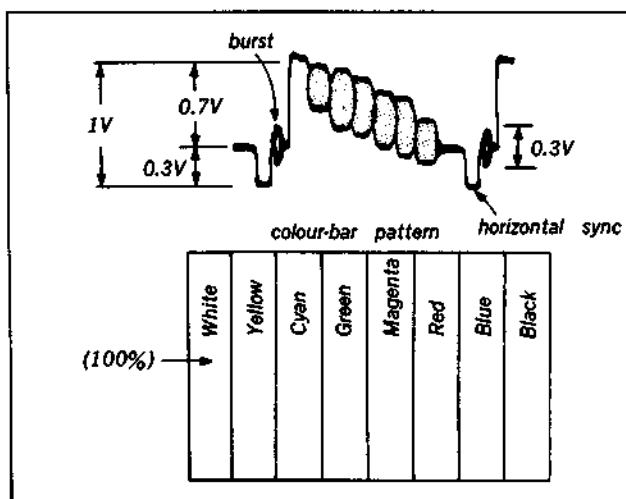 burst
1V
0.7V
0.3V
0.3V
horizontal sync
colour-bar pattern
White
Yellow
Cyan
Green
Magenta
Red
Blue
Black
(100%)